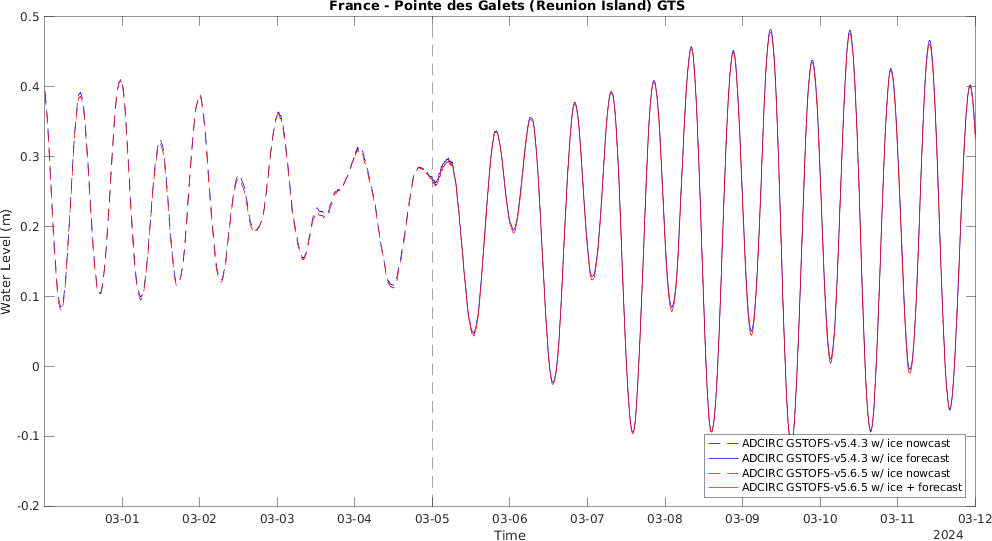 France - Pointe des Galets (Reunion Island) GTS
0.5
0.4
0.3
0.2
0.1
0
-0.1
-0.2
Water Level (m)
ADCIRC GSTOFS-v5.4.3 w/ ice nowcast
ADCIRC GSTOFS-v5.4.3 w/ ice forecast
ADCIRC GSTOFS-v5.6.5 w/ ice nowcast
ADCIRC GSTOFS-v5.6.5 w/ ice + forecast
03-01 03-02 03-03 03-04 03-05 03-06 03-07 03-08 03-09 03-10 03-11 03-12
Time
2024